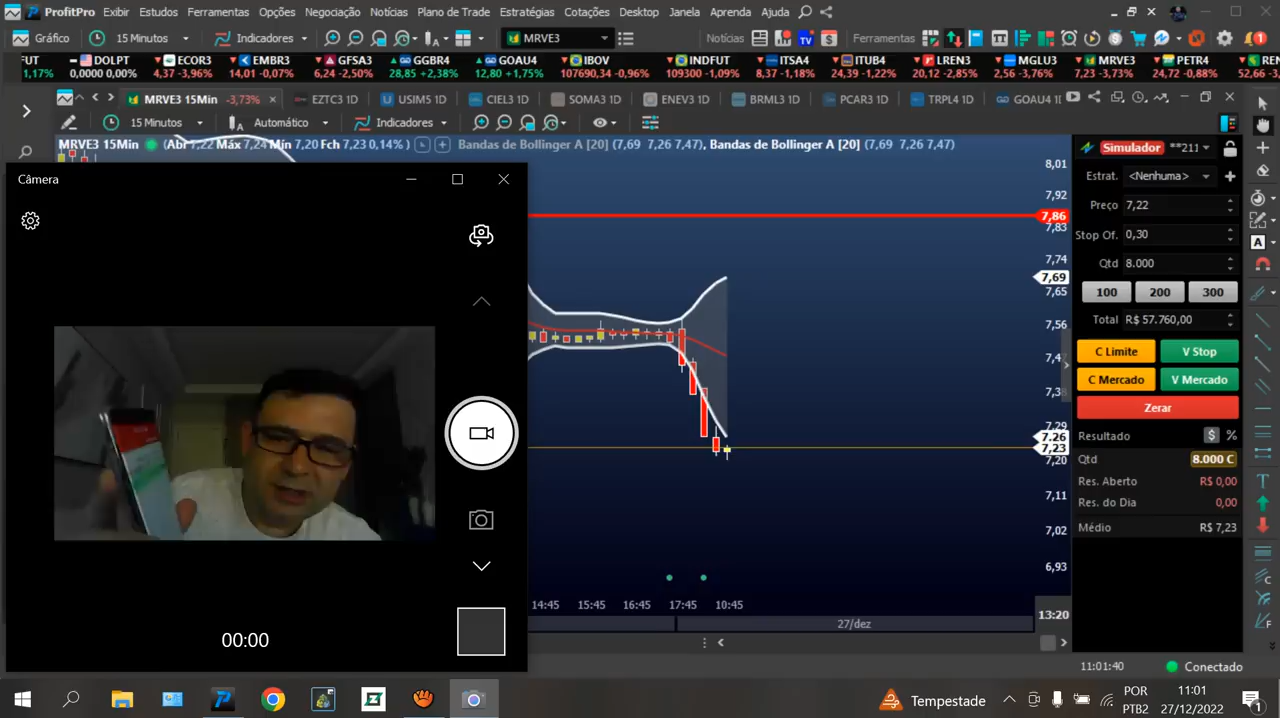 ProfitPro Exibir Estudos Ferramentas Opções Negociação Notícias Plano de Trade Estratégias Cotações Desktop Janela Aprenda Ajuda
Gráfico 15 Minutos Indicadores MRVE3 Notícias Ferramentas
FUT DOLPT ECOR3 EMBR3 GFSA3 GGBR4 GOAU4 IBOV INDFUT ITSA4 ITUB4 LREN3 MGLU3 MRVE3 PETR4 REN
1,17% 0,0000 0,00% 4,37 -3,96% 14,01 -0,07% 6,24 -2,50% 28,85 +2,38% 12,80 +1,75% 107690,34 -0,96% 109300 -1,09% 8,37 -1,18% 24,39 -1,22% 20,12 -2,85% 2,56 -3,76% 7,23 -3,73% 24,72 -0,88% 52,66 -3,
MRVE3 15Min -3,73% EZTC3 1D USIM5 1D CIEL3 1D SOMA3 1D ENEV3 1D BRML3 1D PCAR3 1D TRPL4 1D GOAU4 1D
15 Minutos Automático Indicadores
MRVE3 15Min (Abr 7,22 Máx 7,24 Mín 7,20 Fch 7,23 0,14% ) Bandas de Bollinger A [20] (7,69 7,26 7,47), Bandas de Bollinger A [20] (7,69 7,26 7,47)
Câmera
00:00
8,01
7,92
7,86
7,83
7,74
7,69
7,65
7,56
7,4
7,38
7,29
7.26
7,23
7,20
7,11
7,02
6,93
14:45 15:45 16:45 17:45 10:45
13:20
27/dez
Simulador **211
Estrat. <Nenhuma>
Preço 7,22
Stop Of. 0,30
Qtd 8.000
100 200 300
Total R$ 57.760,00
C Limite V Stop
C Mercado V Mercado
Zerar
Resultado $ %
Qtd 8.000 C
Res. Aberto R$ 0,00
Res. do Dia 0,00
Médio R$ 7,23
11:01:40 Conectado
Tempestade POR 11:01
PTB2 27/12/2022